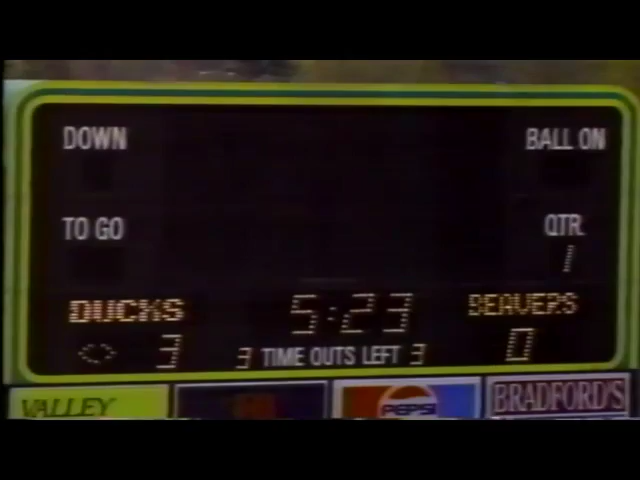 DOWN
BALL ON
TO GO
QTR.
1
DUCKS 5:23 BEAVERS
3 3 TIME OUTS LEFT 3 0
VALLEY
PEPSI
BRADFORD'S